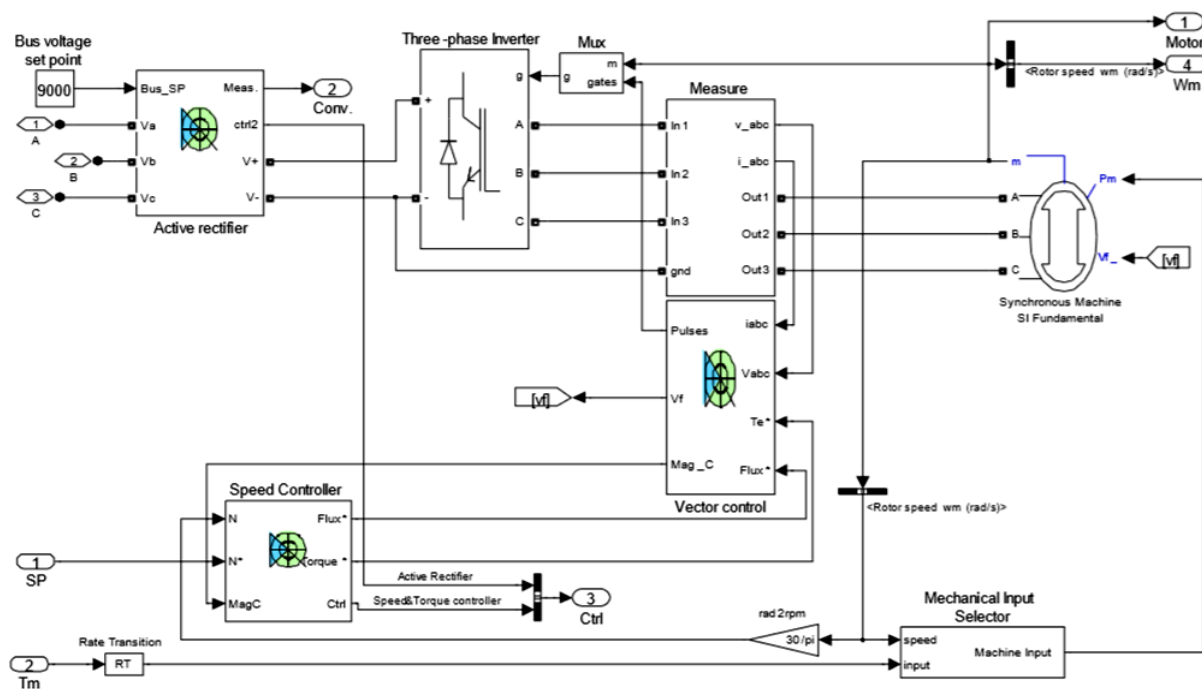 Bus voltage
set point
9000
Bus_SP
Meas.
2
Conv.
1
A
Va
ctrl2
2
B
Vb
V+
3
C
Vc
V-
Active rectifier
Three -phase Inverter
g
+
A
B
-
C
Mux
m
g
gates
Measure
In1
v_abc
i_abc
In2
Out1
In3
Out2
gnd
Out3
1
Motor
<Rotor speed wm (rad/s)>
4
Wm
m
Pm
A
B
Vf_
[vf]
C
Synchronous Machine
SI Fundamental
iabc
Pulses
Vabc
[vf]
Vf
Te*
Mag_C
Flux*
Vector control
<Rotor speed wm (rad/s)>
Speed Controller
N
Flux*
1
SP
N*
Torque *
MagC
Ctrl
Active Rectifier
Speed&Torque controller
3
Ctrl
rad2rpm
30/pi
Mechanical Input
Selector
speed
Machine Input
input
Rate Transition
2
Tm
RT